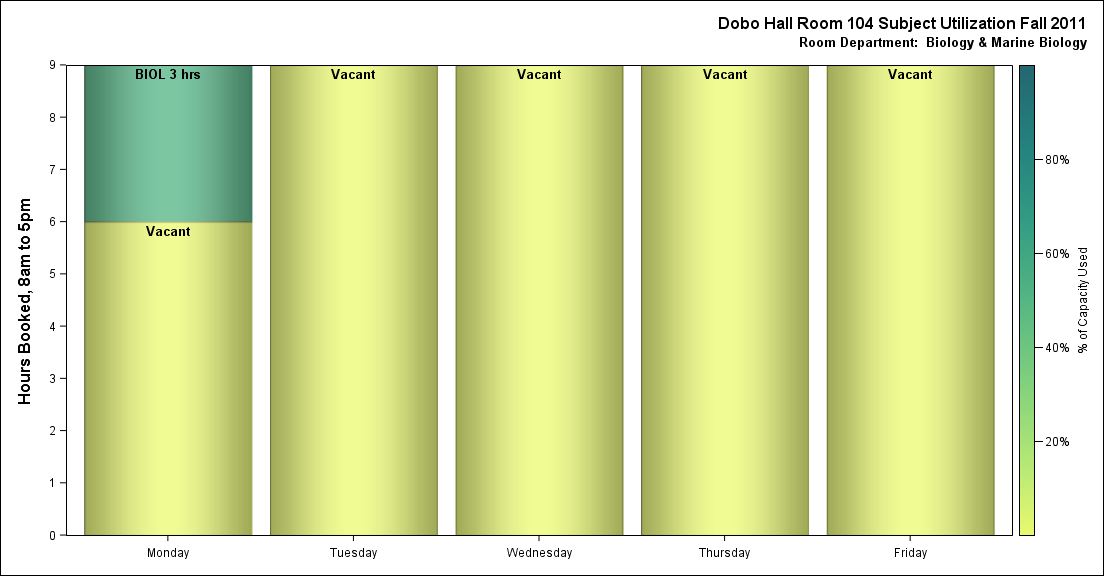 Dobo Hall Room 104 Subject Utilization Fall 2011
Room Department:  Biology & Marine Biology
Hours Booked, 8am to 5pm
9
8
7
6
5
4
3
2
1
0
BIOL 3 hrs
Vacant
Vacant
Vacant
Vacant
Vacant
Monday
Tuesday
Wednesday
Thursday
Friday
80%
60%
40%
20%
% of Capacity Used